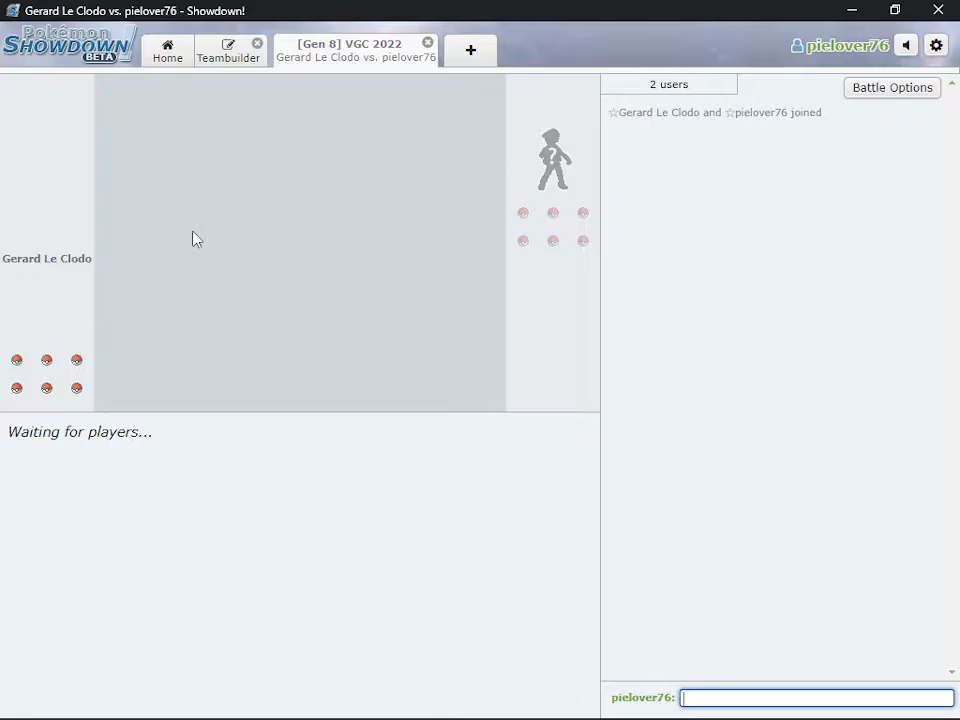 Gerard Le Clodo vs. pielover76 - Showdown!
Pokémon
SHOWDOWN
BETA
Home
Teambuilder
[Gen 8] VGC 2022
Gerard Le Clodo vs. pielover76
+
pielover76
2 users
Battle Options
☆Gerard Le Clodo and ☆pielover76 joined
Gerard Le Clodo
Waiting for players...
pielover76: